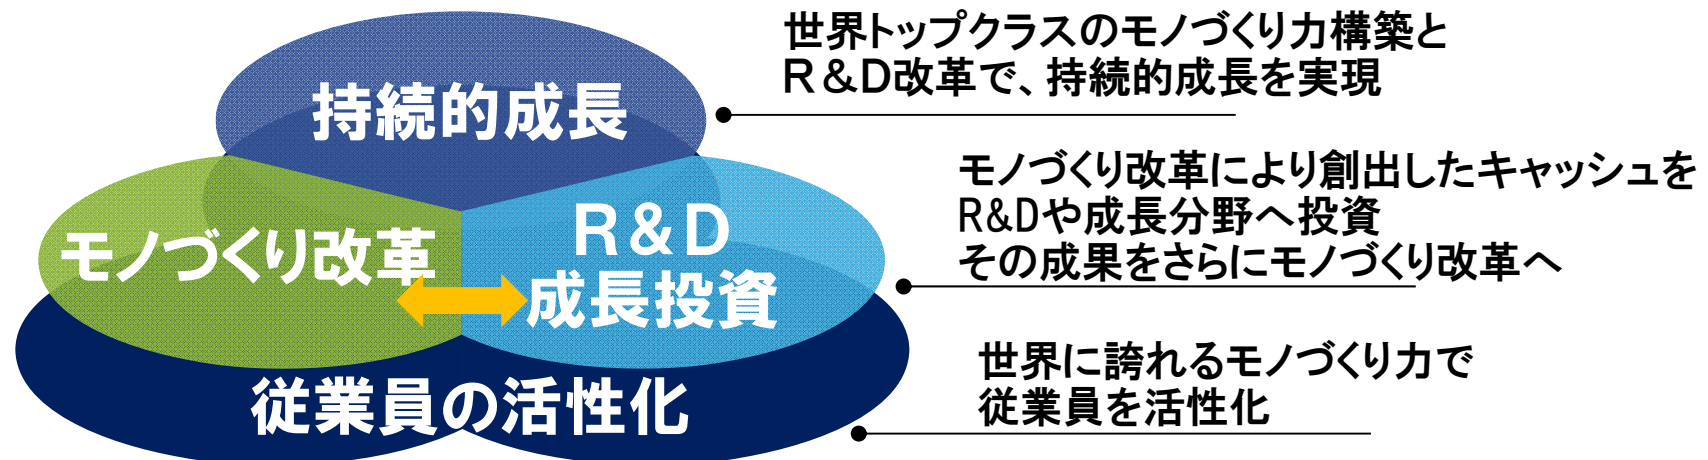 持続的成長
モノづくり改革
R&D
成長投資
従業員の活性化
世界トップクラスのモノづくり力構築と
R&D改革で、持続的成長を実現
モノづくり改革により創出したキャッシュを
R&Dや成長分野へ投資
その成果をさらにモノづくり改革へ
世界に誇れるモノづくり力で
従業員を活性化